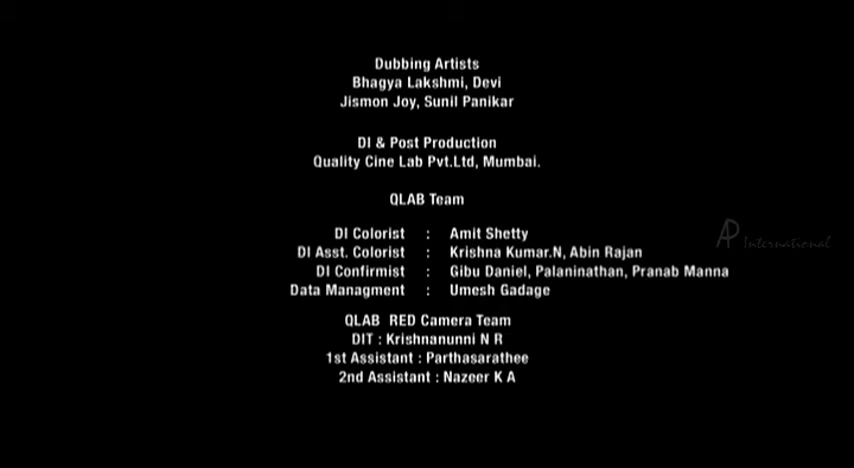 Dubbing Artists
Bhagya Lakshmi, Devi
Jismon Joy, Sunil Panikar
DI & Post Production
Quality Cine Lab Pvt.Ltd, Mumbai.
QLAB Team
DI Colorist : Amit Shetty
DI Asst. Colorist : Krishna Kumar.N, Abin Rajan
DI Confirmist : Gibu Daniel, Palaninathan, Pranab Manna
Data Managment : Umesh Gadage
AP International
QLAB RED Camera Team
DIT : Krishnanunni N R
1st Assistant : Parthasarathee
2nd Assistant : Nazeer K A